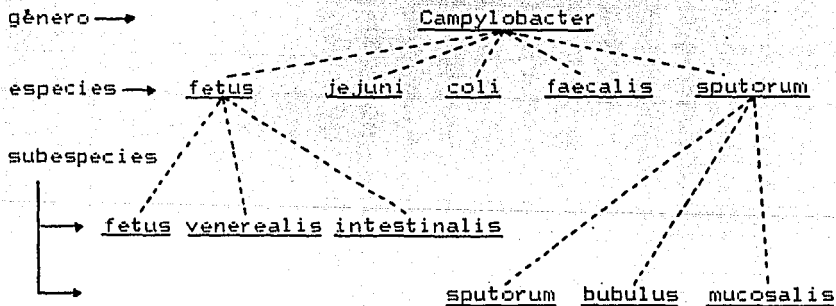 género Campylobacter
especies fetus jejuni coli faecalis sputorum
subespecies
fetus venerealis intestinalis
sputorum bubulus mucosalis